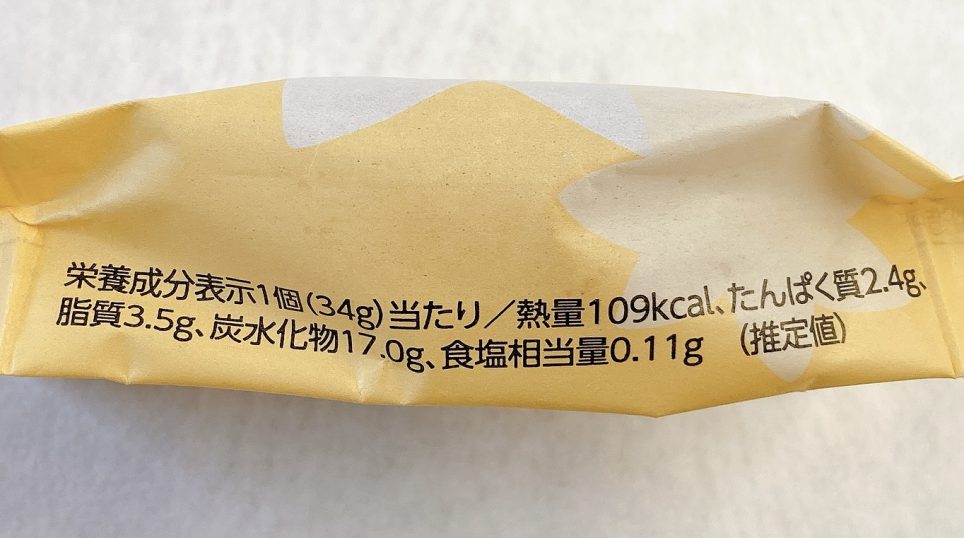 栄養成分表示1個(34g)当たり/熱量109kcal、たんぱく質2.4g、
脂質3.5g、炭水化物17.0g、食塩相当量0.11g (推定値)